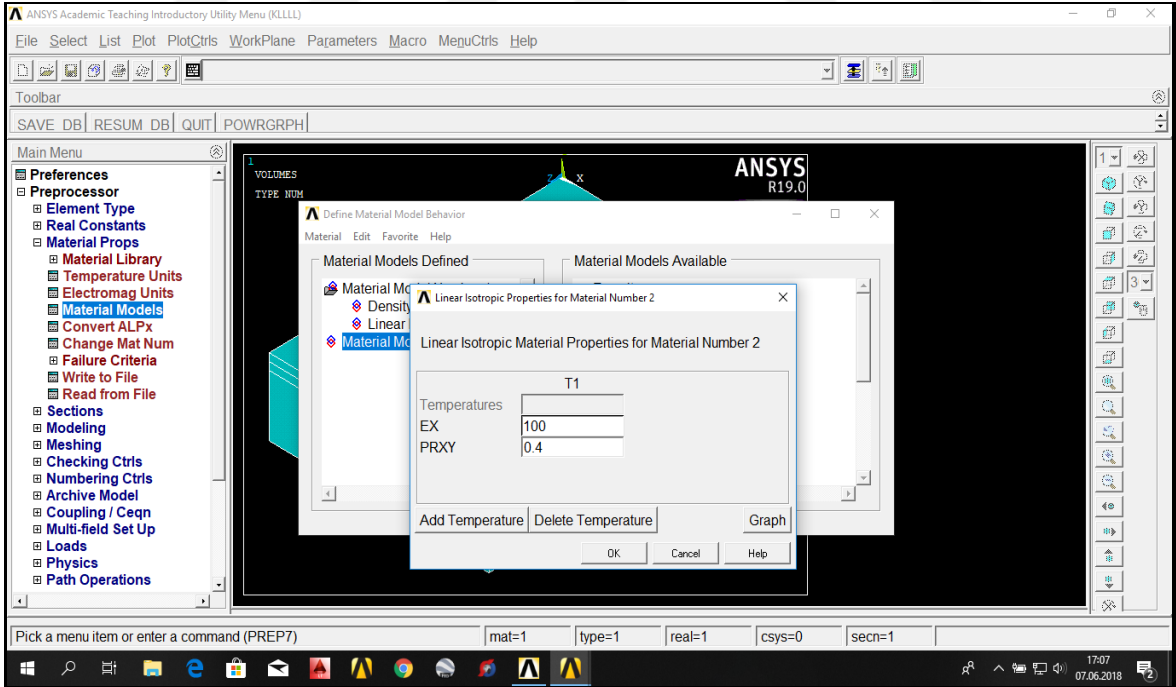 ANSYS Academic Teaching Introductory Utility Menu (KLLLL)
File Select List Plot PlotCtrls WorkPlane Parameters Macro MenuCtrls Help
Toolbar
SAVE_DB RESUM_DB QUIT POWRGRPH
Main Menu
Preferences
Preprocessor
Element Type
Real Constants
Material Props
Material Library
Temperature Units
Electromag Units
Material Models
Convert ALPx
Change Mat Num
Failure Criteria
Write to File
Read from File
Sections
Modeling
Meshing
Checking Ctrls
Numbering Ctrls
Archive Model
Coupling / Ceqn
Multi-field Set Up
Loads
Physics
Path Operations
1
VOLUMES
TYPE NUM
Z X
ANSYS
R19.0
Define Material Model Behavior
Material Edit Favorite Help
Material Models Defined
Material Models Available
Material
Density
Linear
Material
Linear Isotropic Properties for Material Number 2
Linear Isotropic Material Properties for Material Number 2
T1
Temperatures
EX 100
PRXY 0.4
Add Temperature Delete Temperature Graph
OK Cancel Help
1
3
Pick a menu item or enter a command (PREP7) mat=1 type=1 real=1 csys=0 secn=1
17:07
07.06.2018